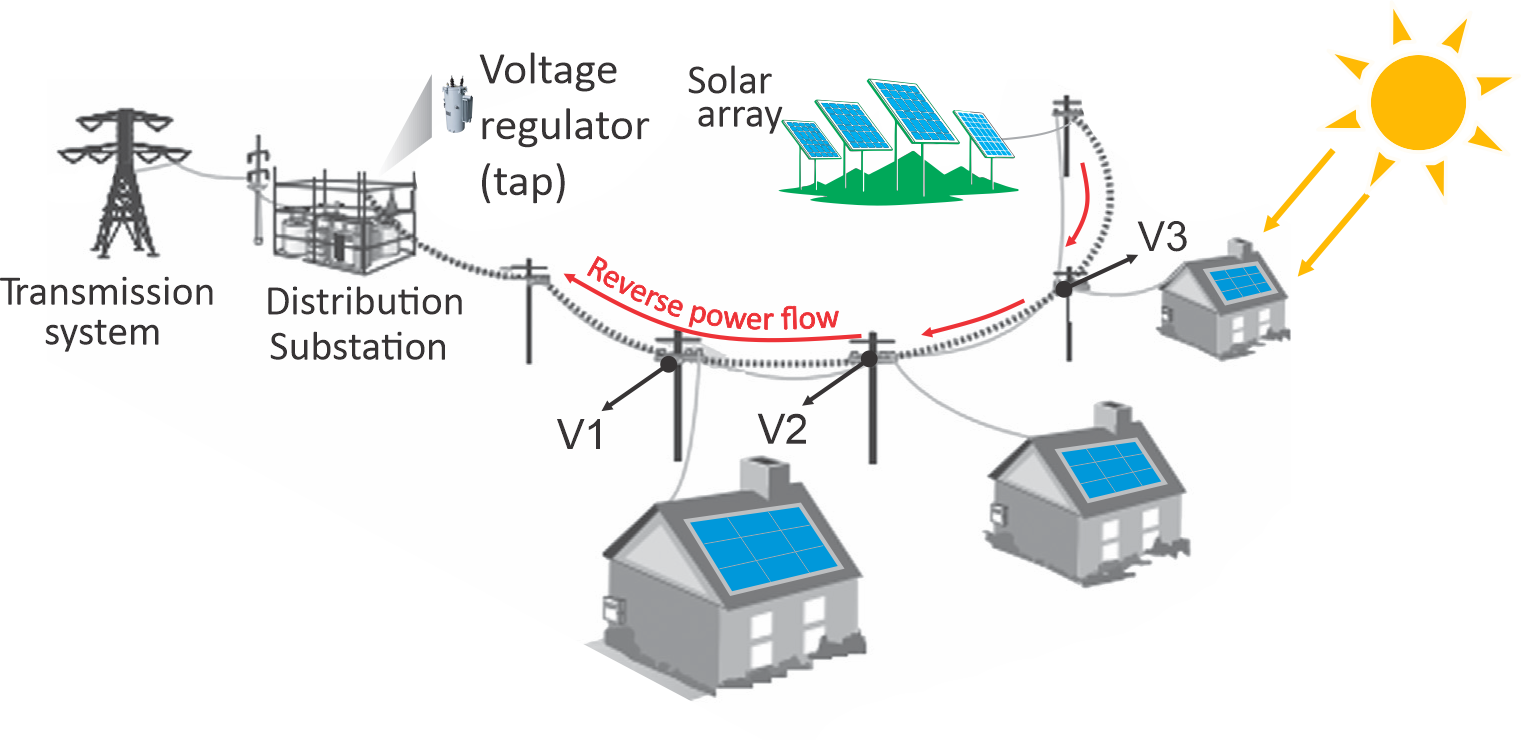 Voltage
regulator
(tap)
Solar
array
Transmission
system
Distribution
Substation
Reverse power flow
V1
V2
V3